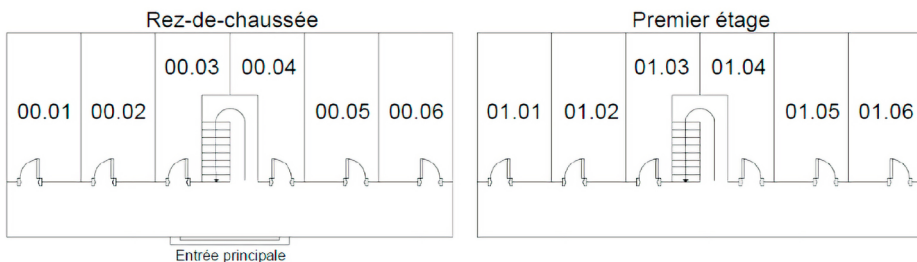 Rez-de-chaussée
Premier étage
00.03 00.04
00.01 00.02 00.05 00.06
01.03 01.04
01.01 01.02 01.05 01.06
Entrée principale